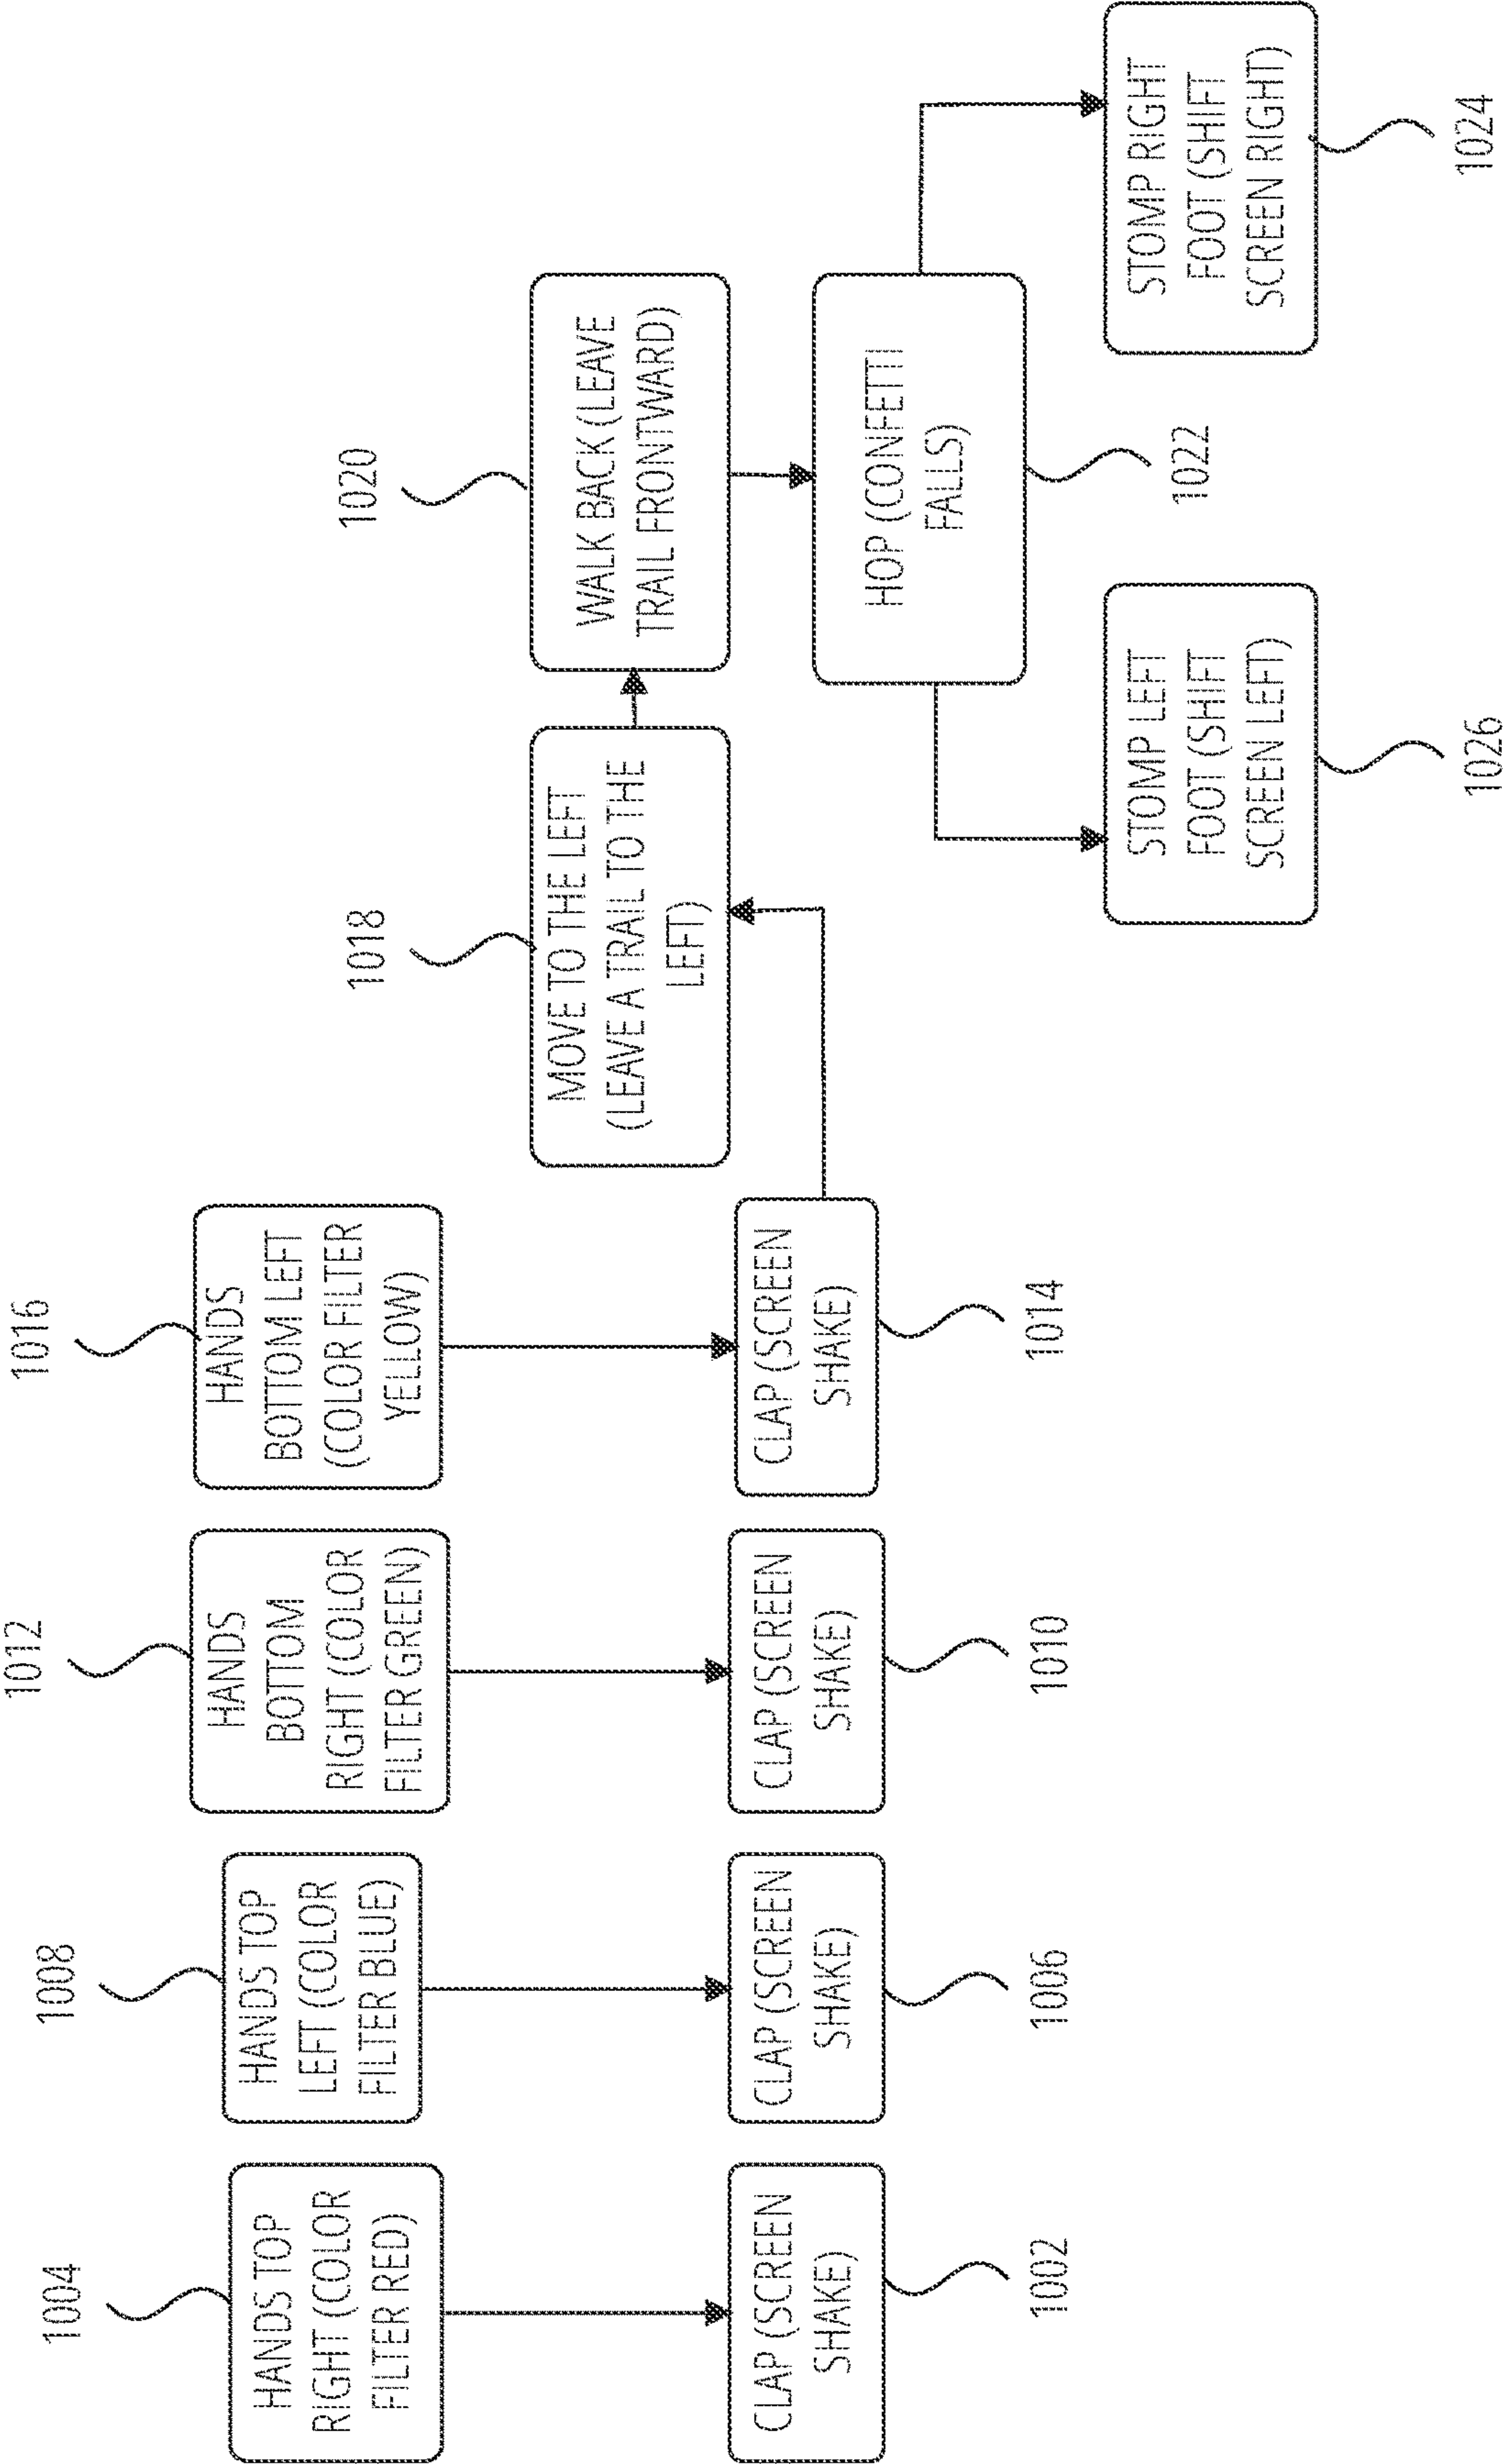 1004
HANDS TOP
RIGHT (COLOR
FILTER RED)
1008
HANDS TOP
LEFT (COLOR
FILTER BLUE)
1012
HANDS
BOTTOM
RIGHT (COLOR
FILTER GREEN)
1016
HANDS
BOTTOM LEFT
(COLOR FILTER
YELLOW)
CLAP (SCREEN
SHAKE)
1002
CLAP (SCREEN
SHAKE)
1006
CLAP (SCREEN
SHAKE)
1010
CLAP (SCREEN
SHAKE)
1014
1018
MOVE TO THE LEFT
(LEAVE A TRAIL TO THE
LEFT)
1020
WALK BACK (LEAVE
TRAIL FRONTWARD)
HOP (CONFETTI
FALLS)
1022
STOMP LEFT
FOOT (SHIFT
SCREEN LEFT)
1026
STOMP RIGHT
FOOT (SHIFT
SCREEN RIGHT)
1024